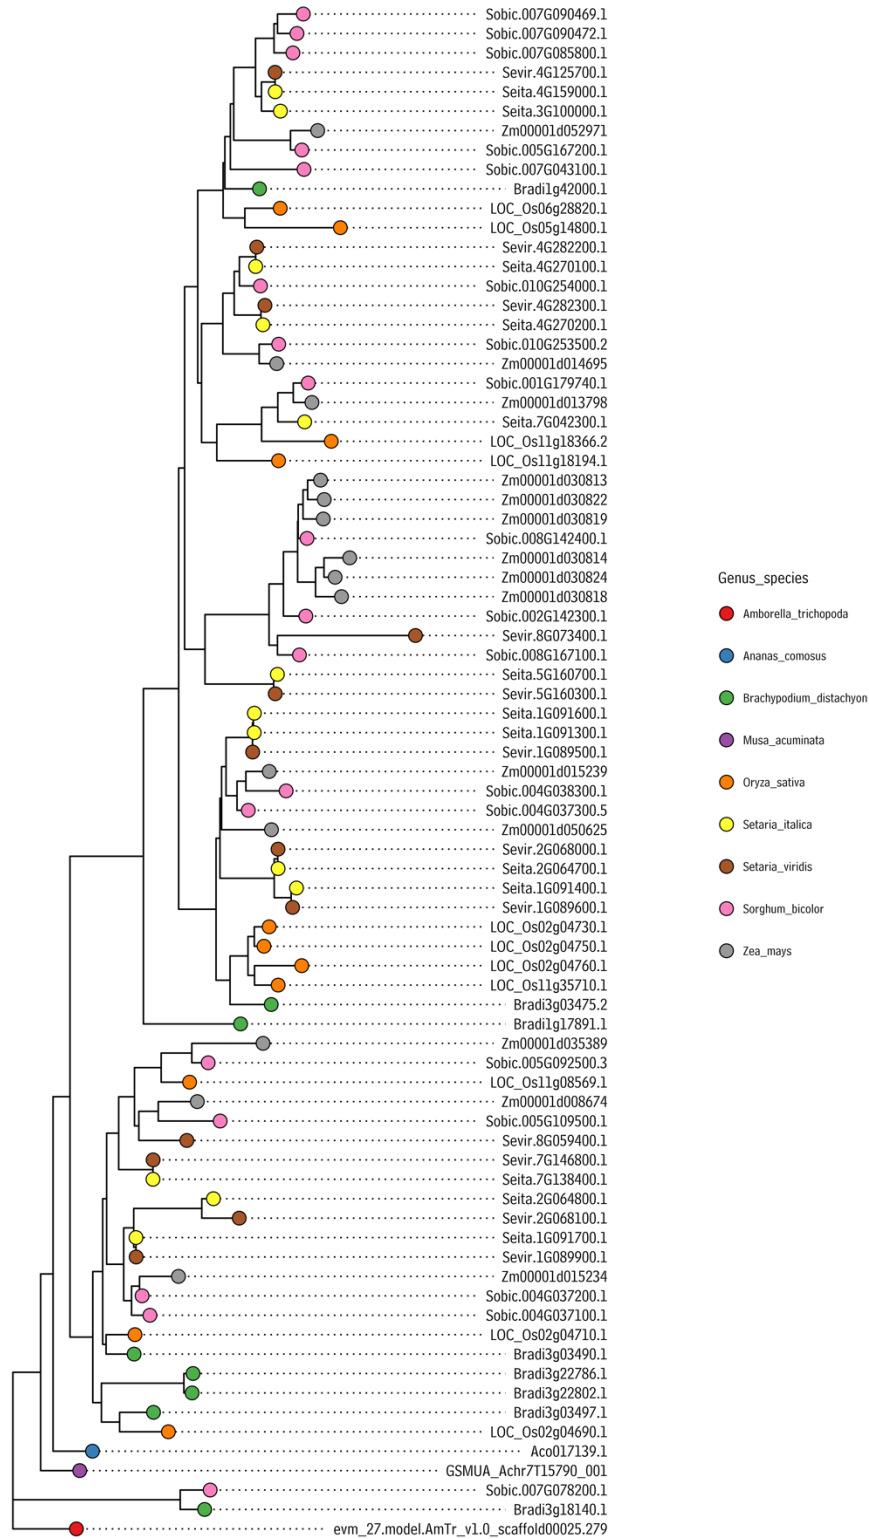 Sobic.007G090469.1
Sobic.007G090472.1
Sobic.007G085800.1
Sevir.4G125700.1
Seita.4G159000.1
Seita.3G100000.1
Zm00001d052971
Sobic.005G167200.1
Sobic.007G043100.1
Bradi1g42000.1
LOC_Os06g28820.1
LOC_Os05g14800.1
Sevir.4G282200.1
Seita.4G270100.1
Sobic.010G254000.1
Sevir.4G282300.1
Seita.4G270200.1
Sobic.010G253500.2
Zm00001d014695
Sobic.001G179740.1
Zm00001d013798
Seita.7G042300.1
LOC_Os11g18366.2
LOC_Os11g18194.1
Zm00001d030813
Zm00001d030822
Zm00001d030819
Sobic.008G142400.1
Zm00001d030814
Zm00001d030824
Zm00001d030818
Sobic.002G142300.1
Sevir.8G073400.1
Sobic.008G167100.1
Seita.5G160700.1
Sevir.5G160300.1
Seita.1G091600.1
Seita.1G091300.1
Sevir.1G089500.1
Zm00001d015239
Sobic.004G038300.1
Sobic.004G037300.5
Zm00001d050625
Sevir.2G068000.1
Seita.2G064700.1
Seita.1G091400.1
Sevir.1G089600.1
LOC_Os02g04730.1
LOC_Os02g04750.1
LOC_Os02g04760.1
LOC_Os11g35710.1
Bradi3g03475.2
Bradi1g17891.1
Zm00001d035389
Sobic.005G092500.3
LOC_Os11g08569.1
Zm00001d008674
Sobic.005G109500.1
Sevir.8G059400.1
Sevir.7G146800.1
Seita.7G138400.1
Seita.2G064800.1
Sevir.2G068100.1
Seita.1G091700.1
Sevir.1G089900.1
Zm00001d015234
Sobic.004G037200.1
Sobic.004G037100.1
LOC_Os02g04710.1
Bradi3g03490.1
Bradi3g22786.1
Bradi3g22802.1
Bradi3g03497.1
LOC_Os02g04690.1
Aco017139.1
GSMUA_Achr7T15790_001
Sobic.007G078200.1
Bradi3g18140.1
evm_27.model.AmTr_v1.0_scaffold00025.279
Genus_species
Amborella_trichopoda
Ananas_comosus
Brachypodium_distachyon
Musa_acuminata
Oryza_sativa
Setaria_italica
Setaria_viridis
Sorghum_bicolor
Zea_mays